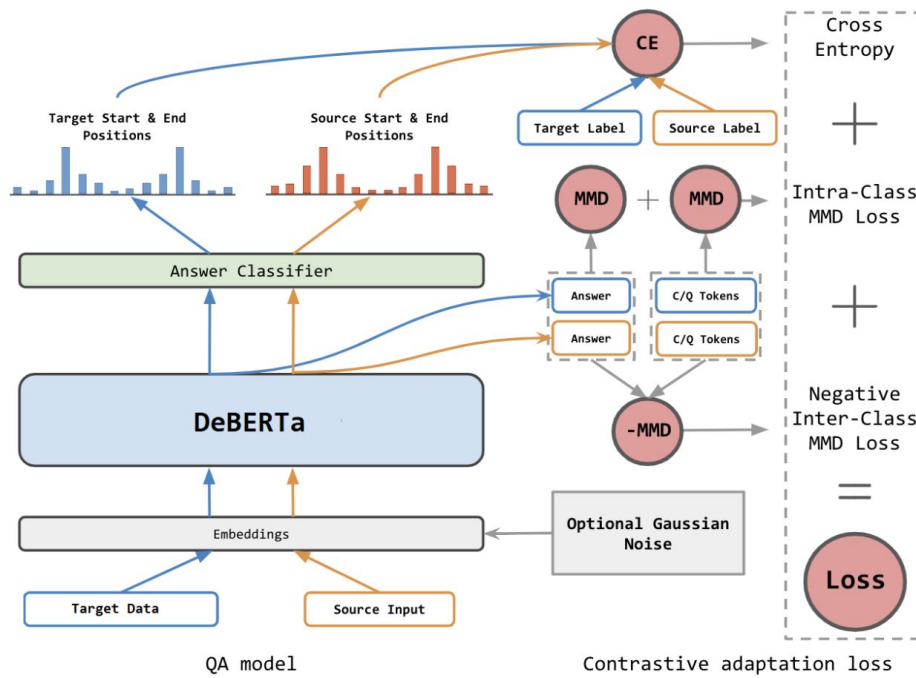 CE
Cross
Entropy
Target Start & End
Positions
Source Start & End
Positions
Target Label
Source Label
+
MMD
+
MMD
Intra-Class
MMD Loss
Answer Classifier
Answer
C/Q Tokens
+
Answer
C/Q Tokens
DeBERTa
-MMD
Negative
Inter-Class
MMD Loss
=
Embeddings
Optional Gaussian
Noise
Loss
Target Data
Source Input
QA model
Contrastive adaptation loss